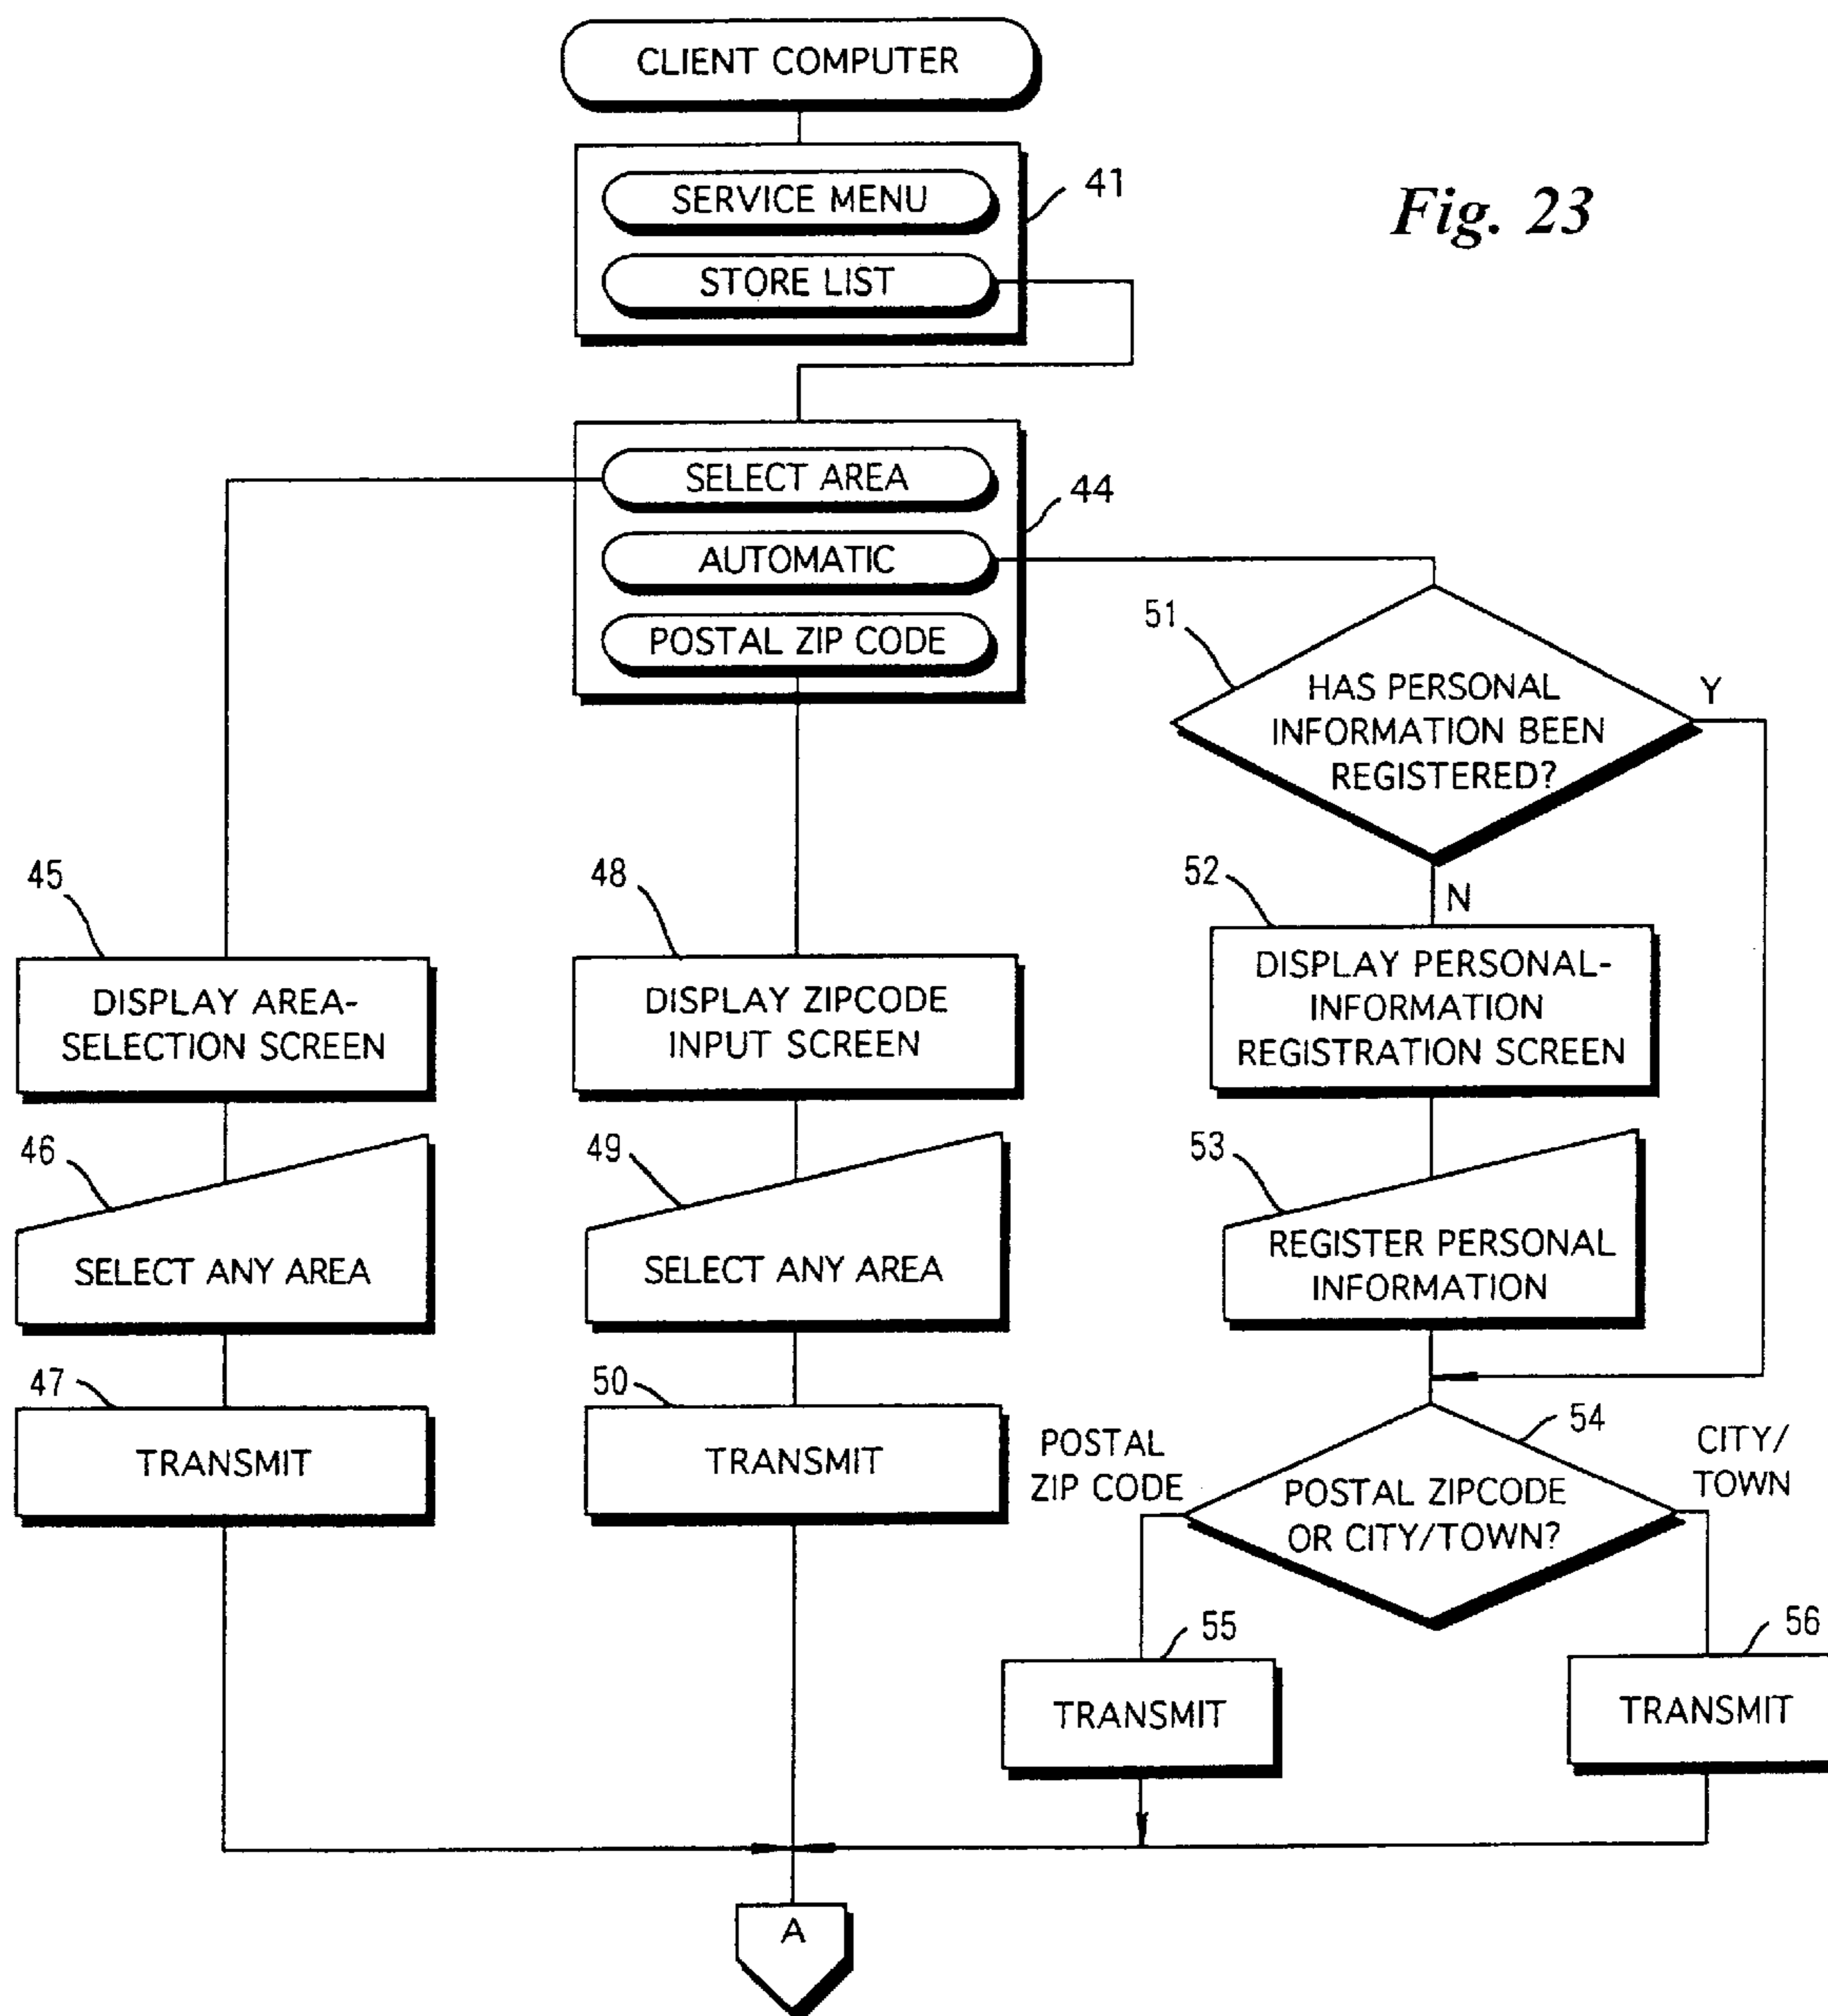 CLIENT COMPUTER
SERVICE MENU
41
Fig. 23
STORE LIST
SELECT AREA
44
AUTOMATIC
POSTAL ZIP CODE
51
HAS PERSONAL
INFORMATION BEEN
REGISTERED?
Y
N
45
DISPLAY AREA-
SELECTION SCREEN
48
DISPLAY ZIPCODE
INPUT SCREEN
52
DISPLAY PERSONAL-
INFORMATION
REGISTRATION SCREEN
46
SELECT ANY AREA
49
SELECT ANY AREA
53
REGISTER PERSONAL
INFORMATION
47
TRANSMIT
50
TRANSMIT
54
POSTAL
ZIP CODE
POSTAL ZIPCODE
OR CITY/TOWN?
CITY/
TOWN
55
TRANSMIT
56
TRANSMIT
A